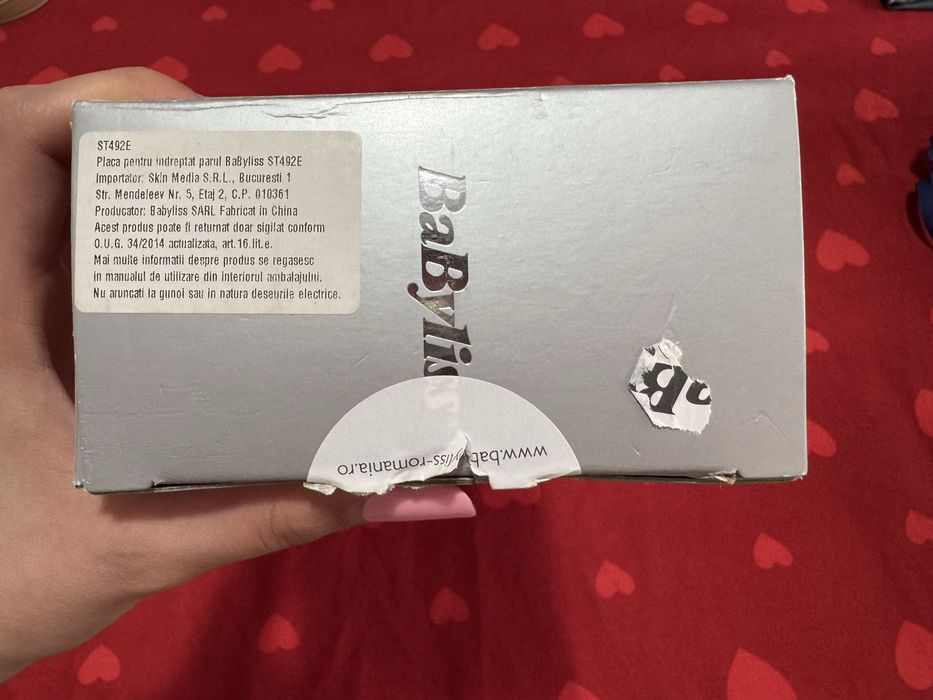 ST492E
Placa pentru indreptat parul BaByliss ST492E
Importator: Skin Media S.R.L., Bucuresti 1
Str. Mendeleev Nr. 5, Etaj 2, C.P. 010361
Producator: Babyliss SARL Fabricat in China
Acest produs poate fi returnat doar sigilat conform
O.U.G. 34/2014 actualizata, art.16.lit.e.
Mai multe informatii despre produs se regasesc
in manualul de utilizare din interiorul ambalajului.
Nu aruncati la gunoi sau in natura deseurile electrice.
BaByliss
www.babyliss-romania.ro